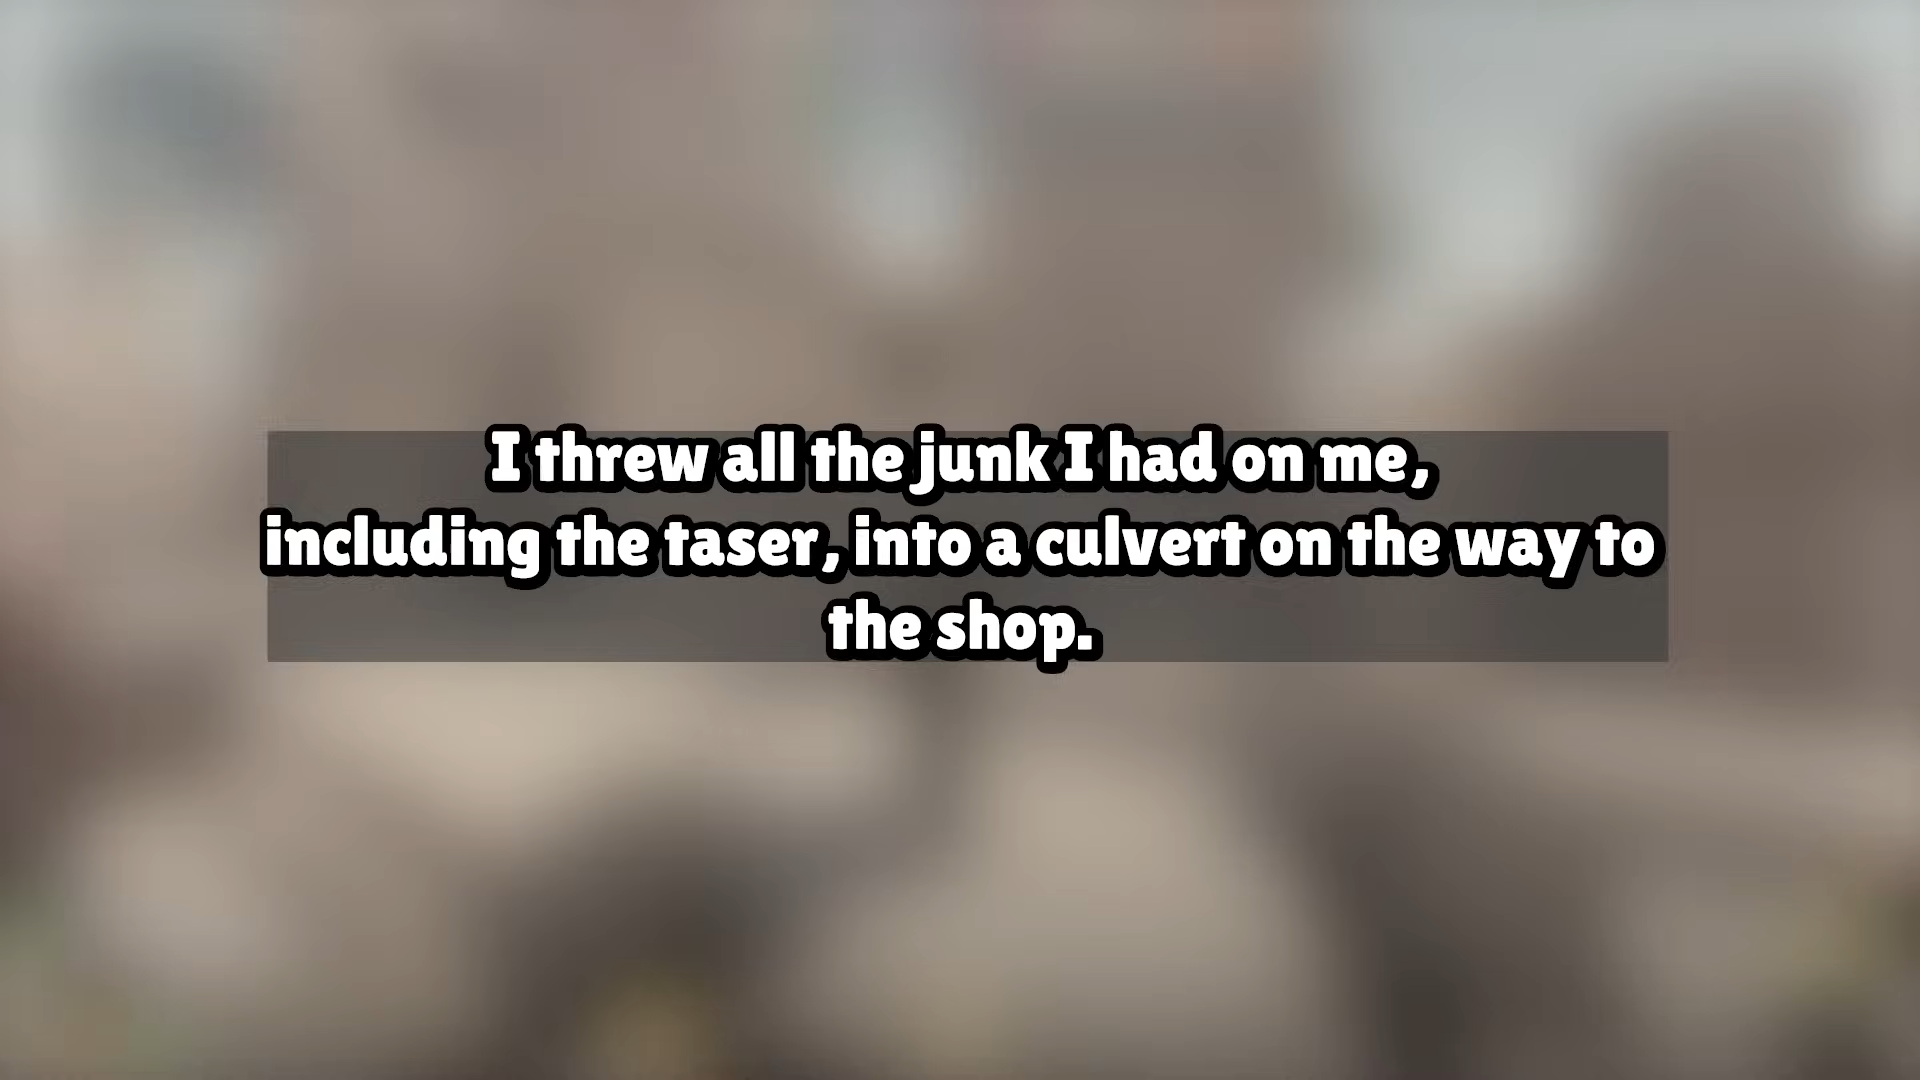 I threw all the junk I had on me,
including the taser, into a culvert on the way to
the shop.